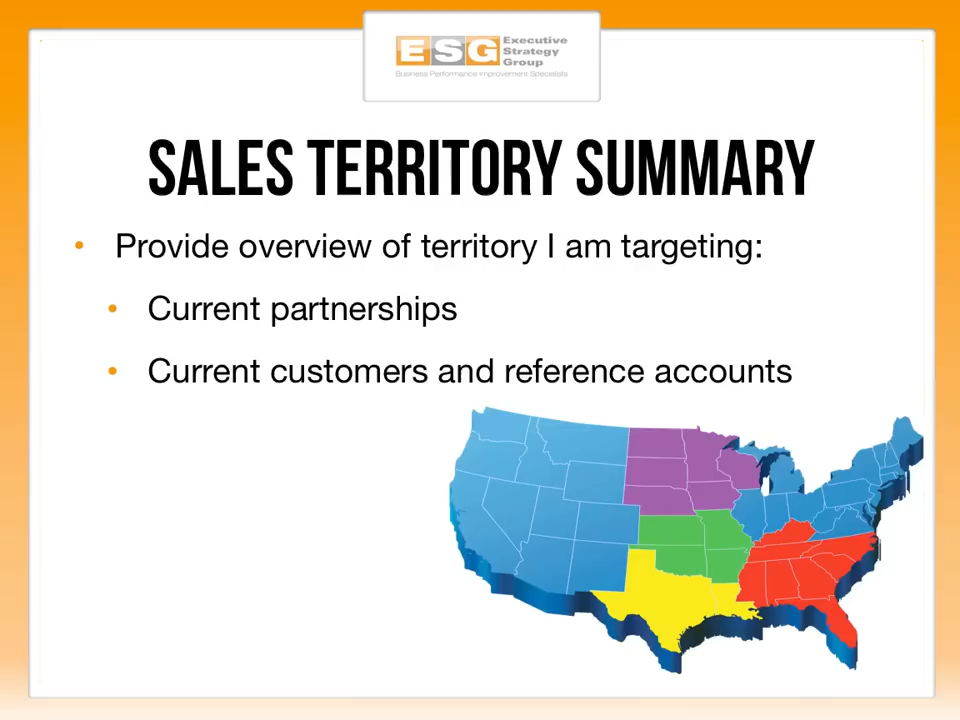 ESG Executive
Strategy
Group
Business Performance Improvement Specialists
SALES TERRITORY SUMMARY
• Provide overview of territory I am targeting:
• Current partnerships
• Current customers and reference accounts